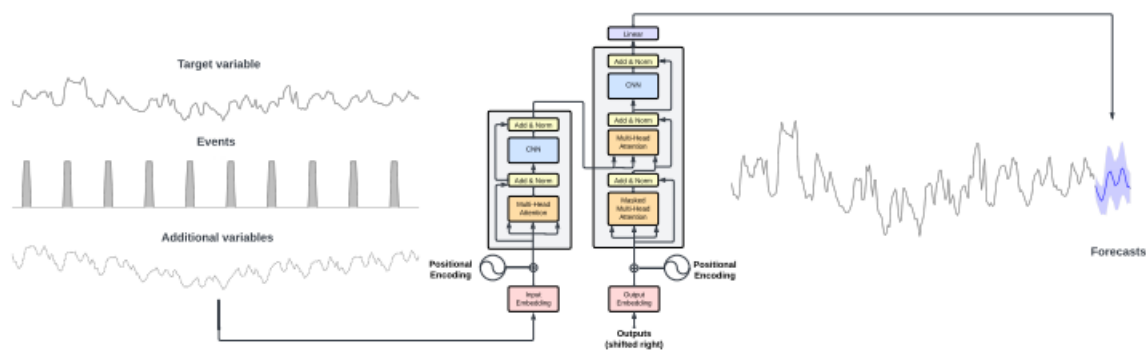 Target variable
Events
Additional variables
Add & Norm
CNN
Add & Norm
Multi-Head
Attention
Positional
Encoding
Input
Embedding
Linear
Add & Norm
CNN
Add & Norm
Multi-Head
Attention
Add & Norm
Masked
Multi-Head
Attention
Positional
Encoding
Output
Embedding
Outputs
(shifted right)
Forecasts